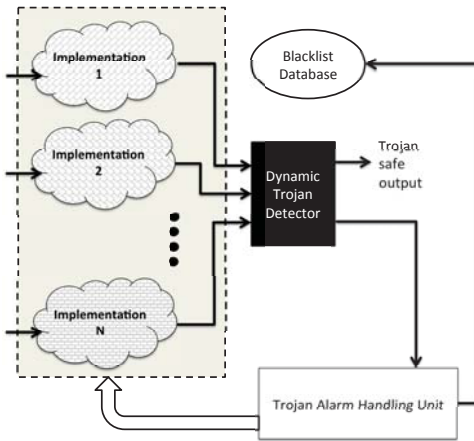 Implementation
1
Implementation
2
Implementation
N
Blacklist
Database
Dynamic
Trojan
Detector
Trojan
safe
output
Trojan Alarm Handling Unit